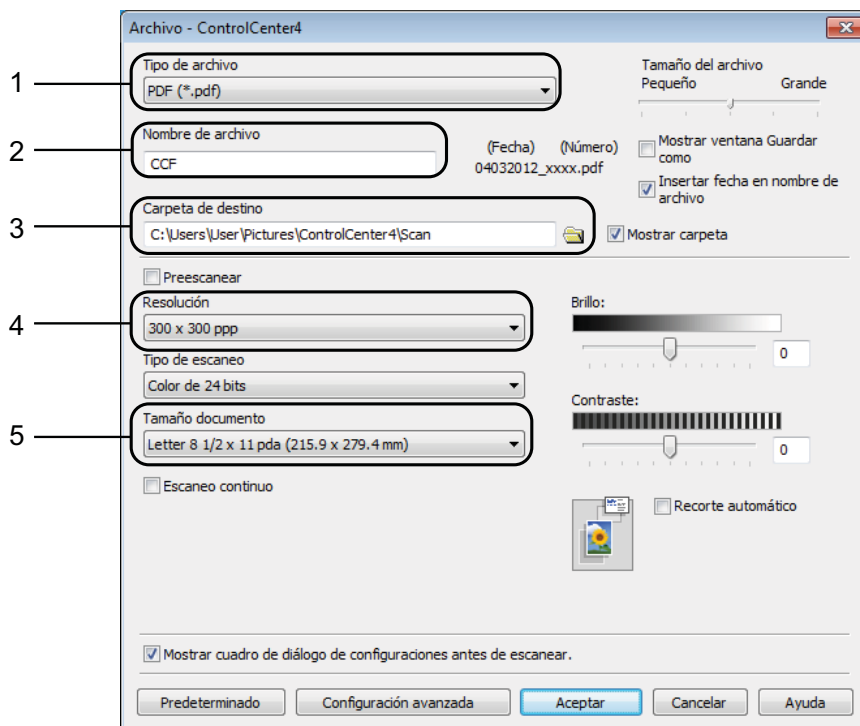 Archivo - ControlCenter4
1
Tipo de archivo
PDF (*.pdf)
Tamaño del archivo
Pequeño Grande
2
Nombre de archivo
CCF
(Fecha) (Número)
04032012_xxxx.pdf
Mostrar ventana Guardar
como
Insertar fecha en nombre de
archivo
3
Carpeta de destino
C:\Users\User\Pictures\ControlCenter4\Scan
Mostrar carpeta
Preescanear
4
Resolución
300 x 300 ppp
Tipo de escaneo
Color de 24 bits
5
Tamaño documento
Letter 8 1/2 x 11 pda (215.9 x 279.4 mm)
Escaneo continuo
Brillo:
0
Contraste:
0
Recorte automático
Mostrar cuadro de diálogo de configuraciones antes de escanear.
Predeterminado Configuración avanzada Aceptar Cancelar Ayuda